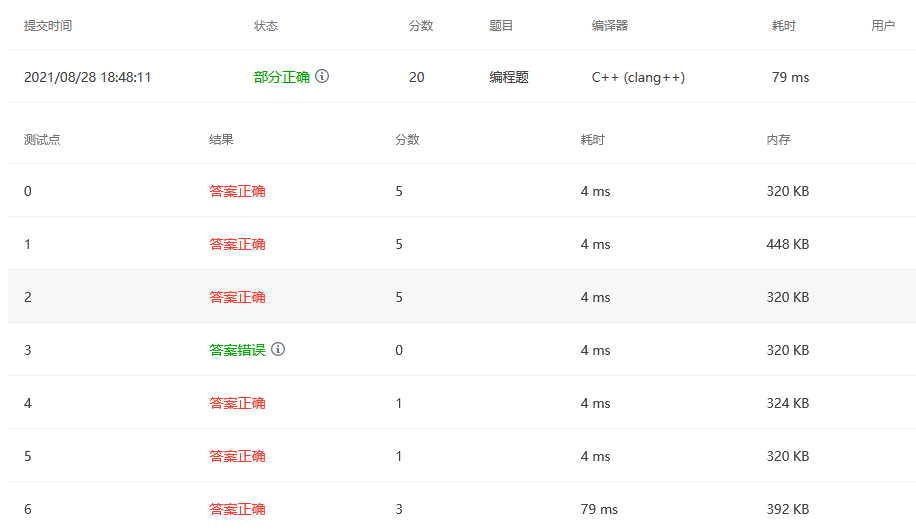 提交时间 状态 分数 题目 编译器 耗时 用户
2021/08/28 18:48:11 部分正确 20 编程题 C++ (clang++) 79 ms
测试点 结果 分数 耗时 内存
0 答案正确 5 4 ms 320 KB
1 答案正确 5 4 ms 448 KB
2 答案正确 5 4 ms 320 KB
3 答案错误 0 4 ms 320 KB
4 答案正确 1 4 ms 324 KB
5 答案正确 1 4 ms 320 KB
6 答案正确 3 79 ms 392 KB